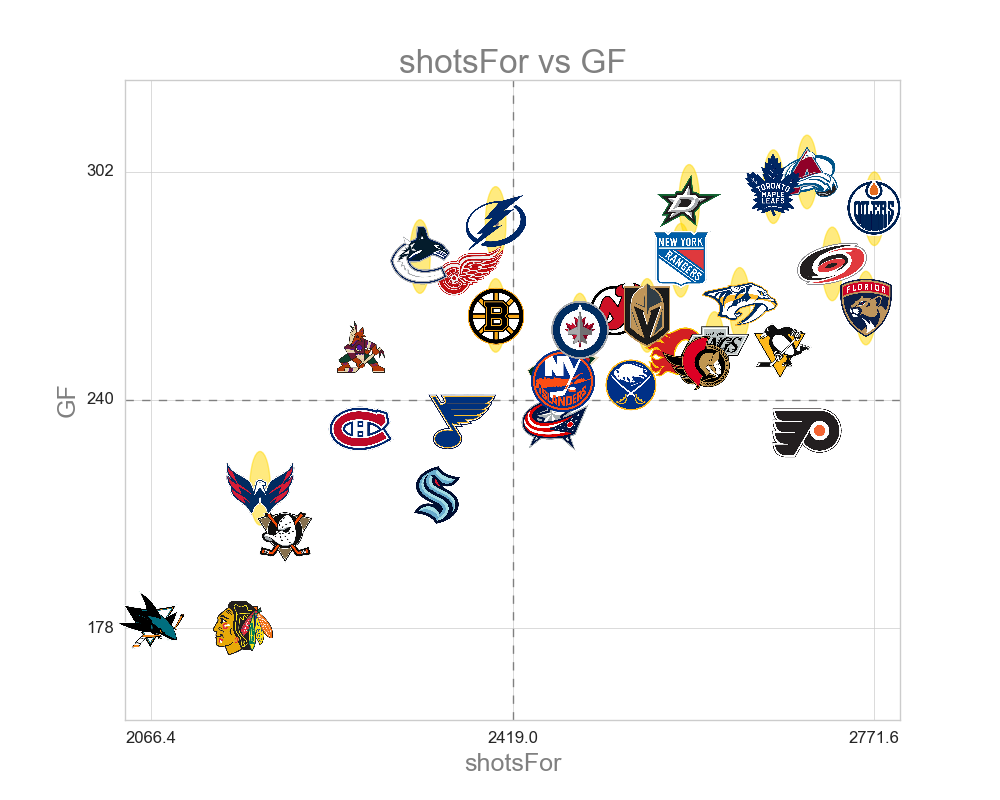 shotsFor vs GF
302
TORONTO
MAPLE
LEAFS
OILERS
NEW YORK
RANGERS
FLORIDA
B
NY
ISLANDERS
GF
240
178
2066.4
2419.0
2771.6
shotsFor